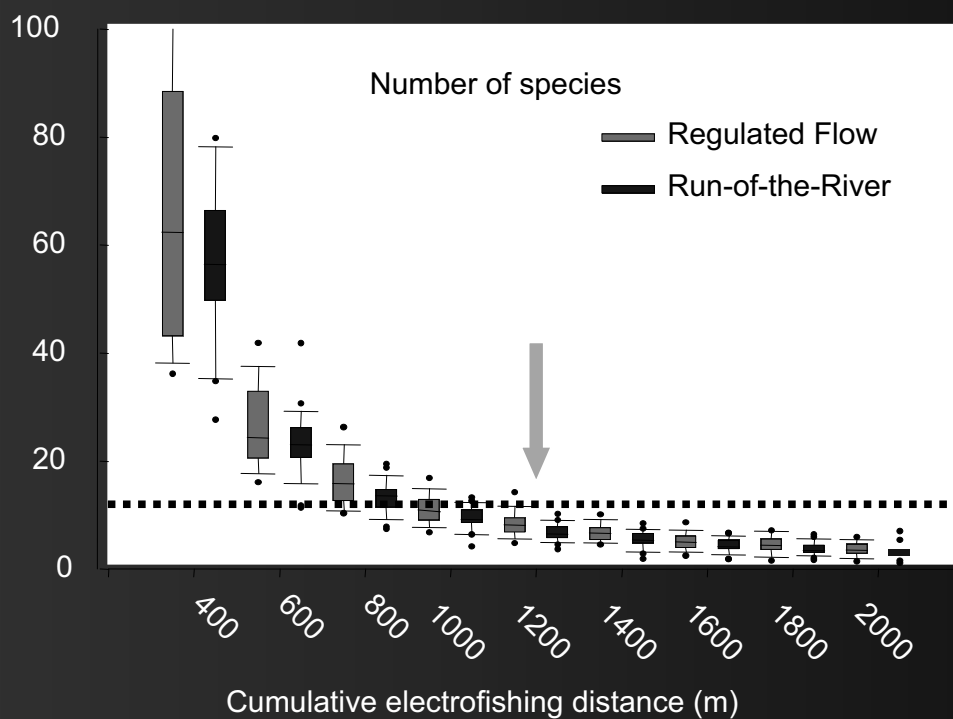 100
Number of species
Regulated Flow
80
Run-of-the-River
60
40
20
0
400 600 800 1000 1200 1400 1600 1800 2000
Cumulative electrofishing distance (m)